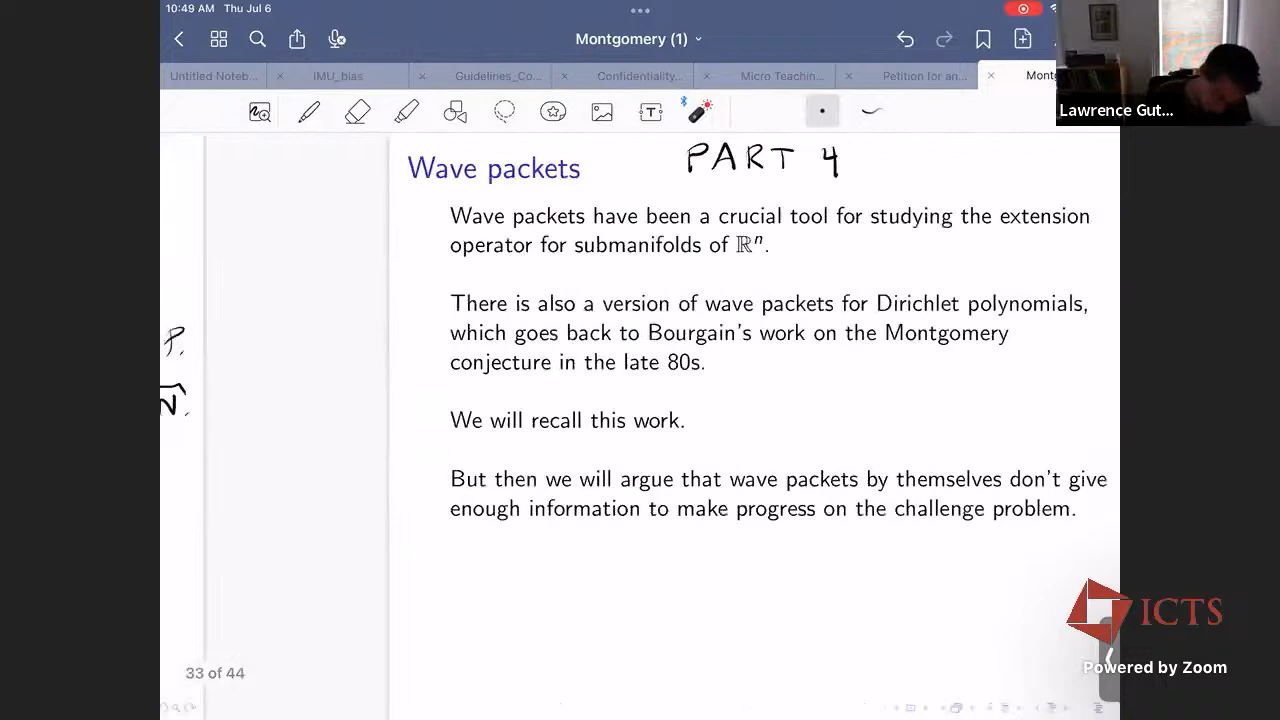 10:49 AM Thu Jul 6
Montgomery (1)
Untitled Noteb...
IMU_bias
Guidelines_Co...
Confidentiality...
Micro Teachin...
Petition for an...
Montg
Lawrence Gut...
Wave packets
PART 4
Wave packets have been a crucial tool for studying the extension
operator for submanifolds of ℝⁿ.
There is also a version of wave packets for Dirichlet polynomials,
which goes back to Bourgain's work on the Montgomery
conjecture in the late 80s.
P.
N.
We will recall this work.
But then we will argue that wave packets by themselves don't give
enough information to make progress on the challenge problem.
ICTS
Powered by Zoom
33 of 44